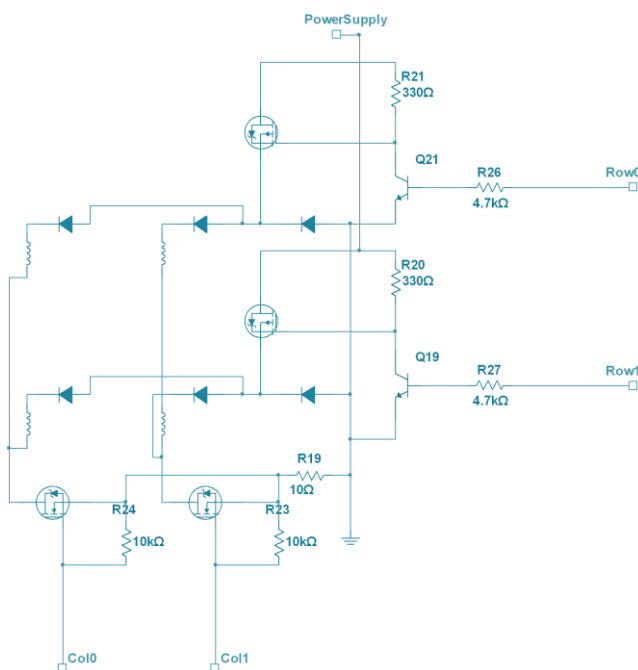 PowerSupply
R21
330Ω
Q21
R26
Row0
4.7kΩ
R20
330Ω
Q19
R27
Row1
4.7kΩ
R19
10Ω
R24
R23
10kΩ
10kΩ
Col0
Col1